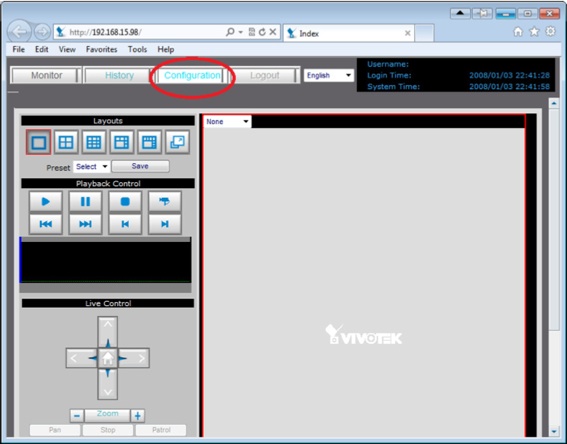 http://192.168.15.98/
Index
File Edit View Favorites Tools Help
Monitor History Configuration Logout English
Username:
Login Time: 2008/01/03 22:41:28
System Time: 2008/01/03 22:41:58
Layouts
None
Preset Select Save
Playback Control
Live Control
VIVOTEK
Zoom
Pan Stop Patrol